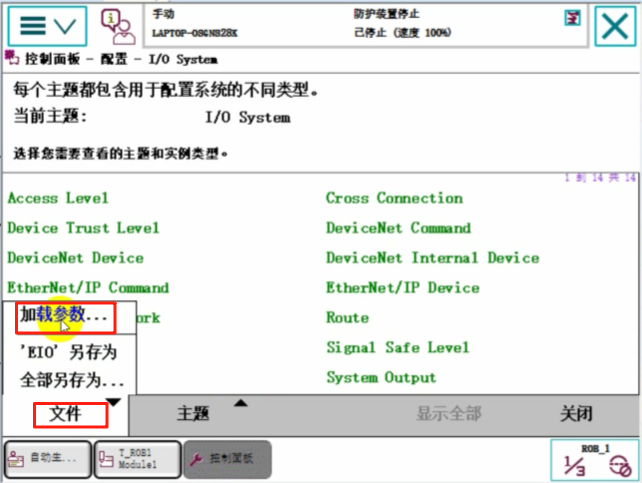 手动
防护装置停止
LAPTOP-0SGNS28K
已停止 (速度 100%)
控制面板 - 配置 - I/O System
每个主题都包含用于配置系统的不同类型。
当前主题: I/O System
选择您需要查看的主题和实例类型。
1 到 14 共 14
Access Level
Cross Connection
Device Trust Level
DeviceNet Command
DeviceNet Device
DeviceNet Internal Device
EtherNet/IP Command
EtherNet/IP Device
加载参数...
ork
Route
'EIO' 另存为
Signal Safe Level
全部另存为...
System Output
文件
主题
显示全部
关闭
自动生...
T_ROB1
Module1
控制面板
ROB_1
1/3